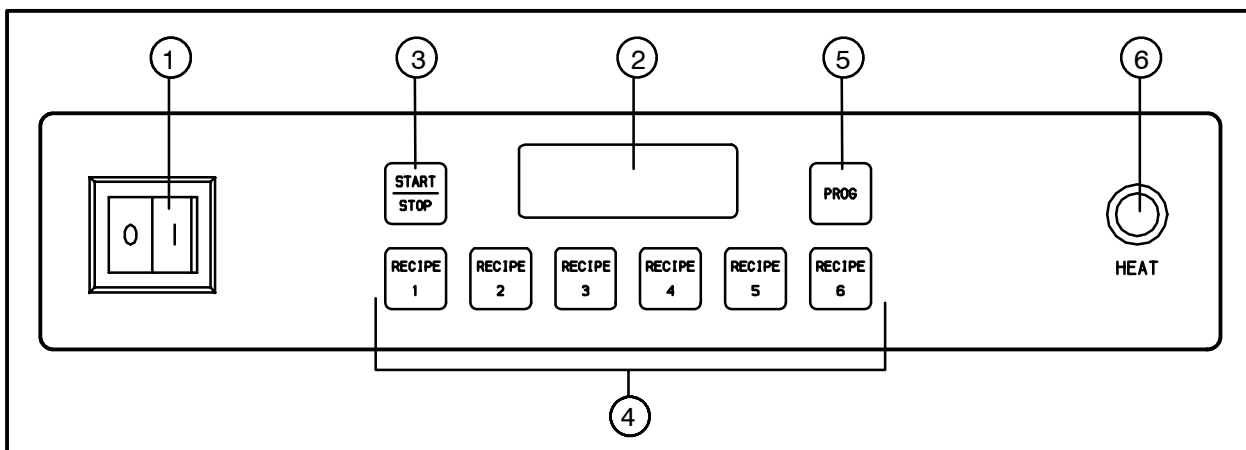 1 3 2 5 6
START
STOP
PROG
0 I
RECIPE 1
RECIPE 2
RECIPE 3
RECIPE 4
RECIPE 5
RECIPE 6
HEAT
4